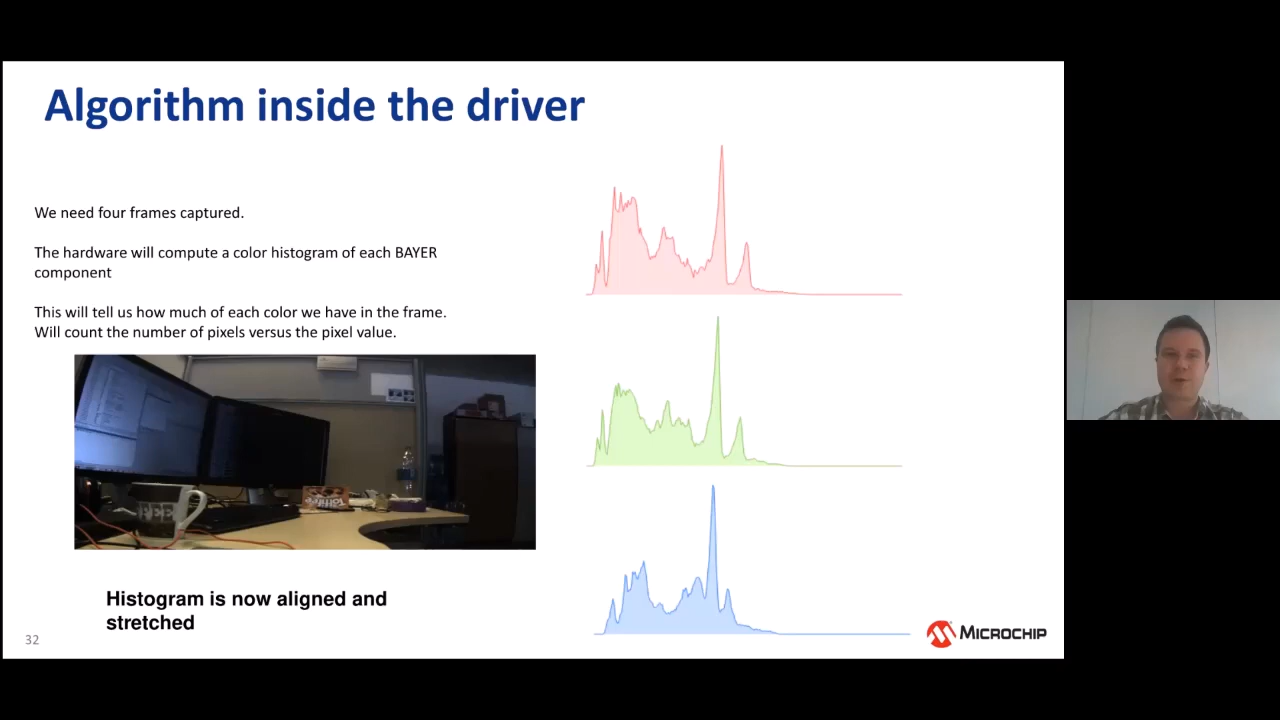 Algorithm inside the driver
We need four frames captured.
The hardware will compute a color histogram of each BAYER
component
This will tell us how much of each color we have in the frame.
Will count the number of pixels versus the pixel value.
Histogram is now aligned and
stretched
32
MICROCHIP